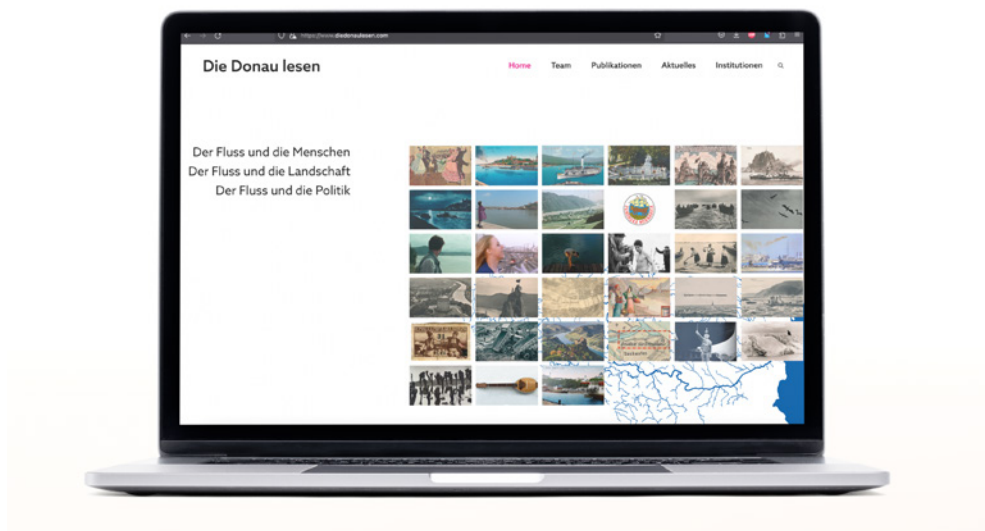 https://www.diedonaulesen.com
Die Donau lesen
Home Team Publikationen Aktuelles Institutionen
Der Fluss und die Menschen
Der Fluss und die Landschaft
Der Fluss und die Politik